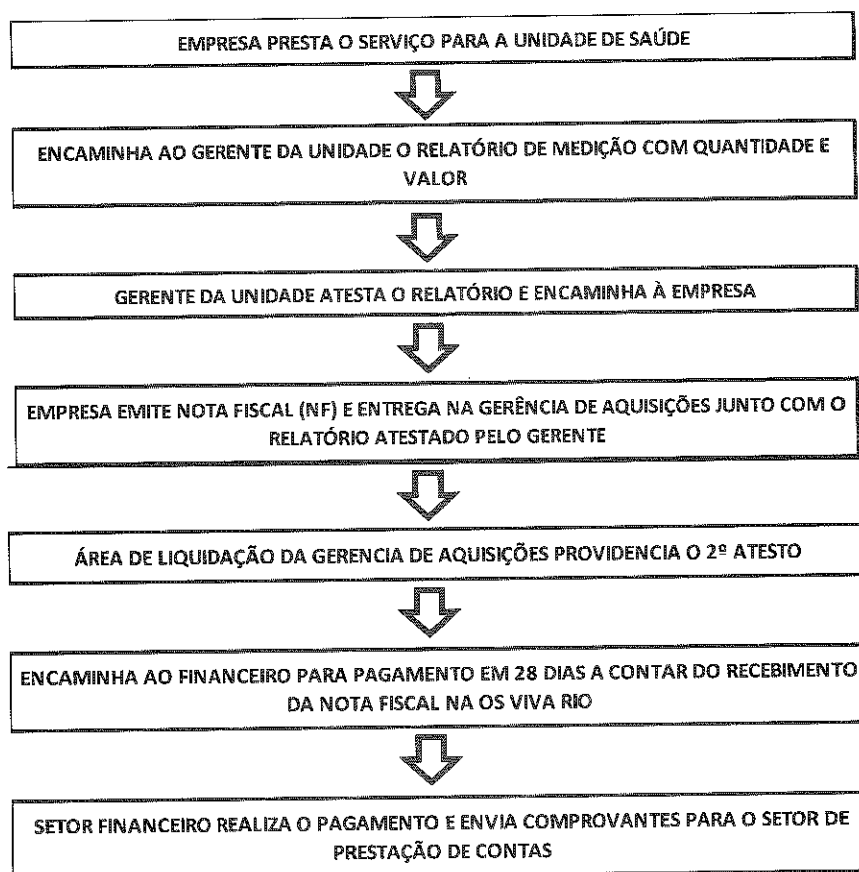 EMPRESA PRESTA O SERVIÇO PARA A UNIDADE DE SAÚDE
ENCAMINHA AO GERENTE DA UNIDADE O RELATÓRIO DE MEDIÇÃO COM QUANTIDADE E
VALOR
GERENTE DA UNIDADE ATESTA O RELATÓRIO E ENCAMINHA À EMPRESA
EMPRESA EMITE NOTA FISCAL (NF) E ENTREGA NA GERÊNCIA DE AQUISIÇÕES JUNTO COM O
RELATÓRIO ATESTADO PELO GERENTE
ÁREA DE LIQUIDAÇÃO DA GERENCIA DE AQUISIÇÕES PROVIDENCIA O 2º ATESTO
ENCAMINHA AO FINANCEIRO PARA PAGAMENTO EM 28 DIAS A CONTAR DO RECEBIMENTO
DA NOTA FISCAL NA OS VIVA RIO
SETOR FINANCEIRO REALIZA O PAGAMENTO E ENVIA COMPROVANTES PARA O SETOR DE
PRESTAÇÃO DE CONTAS